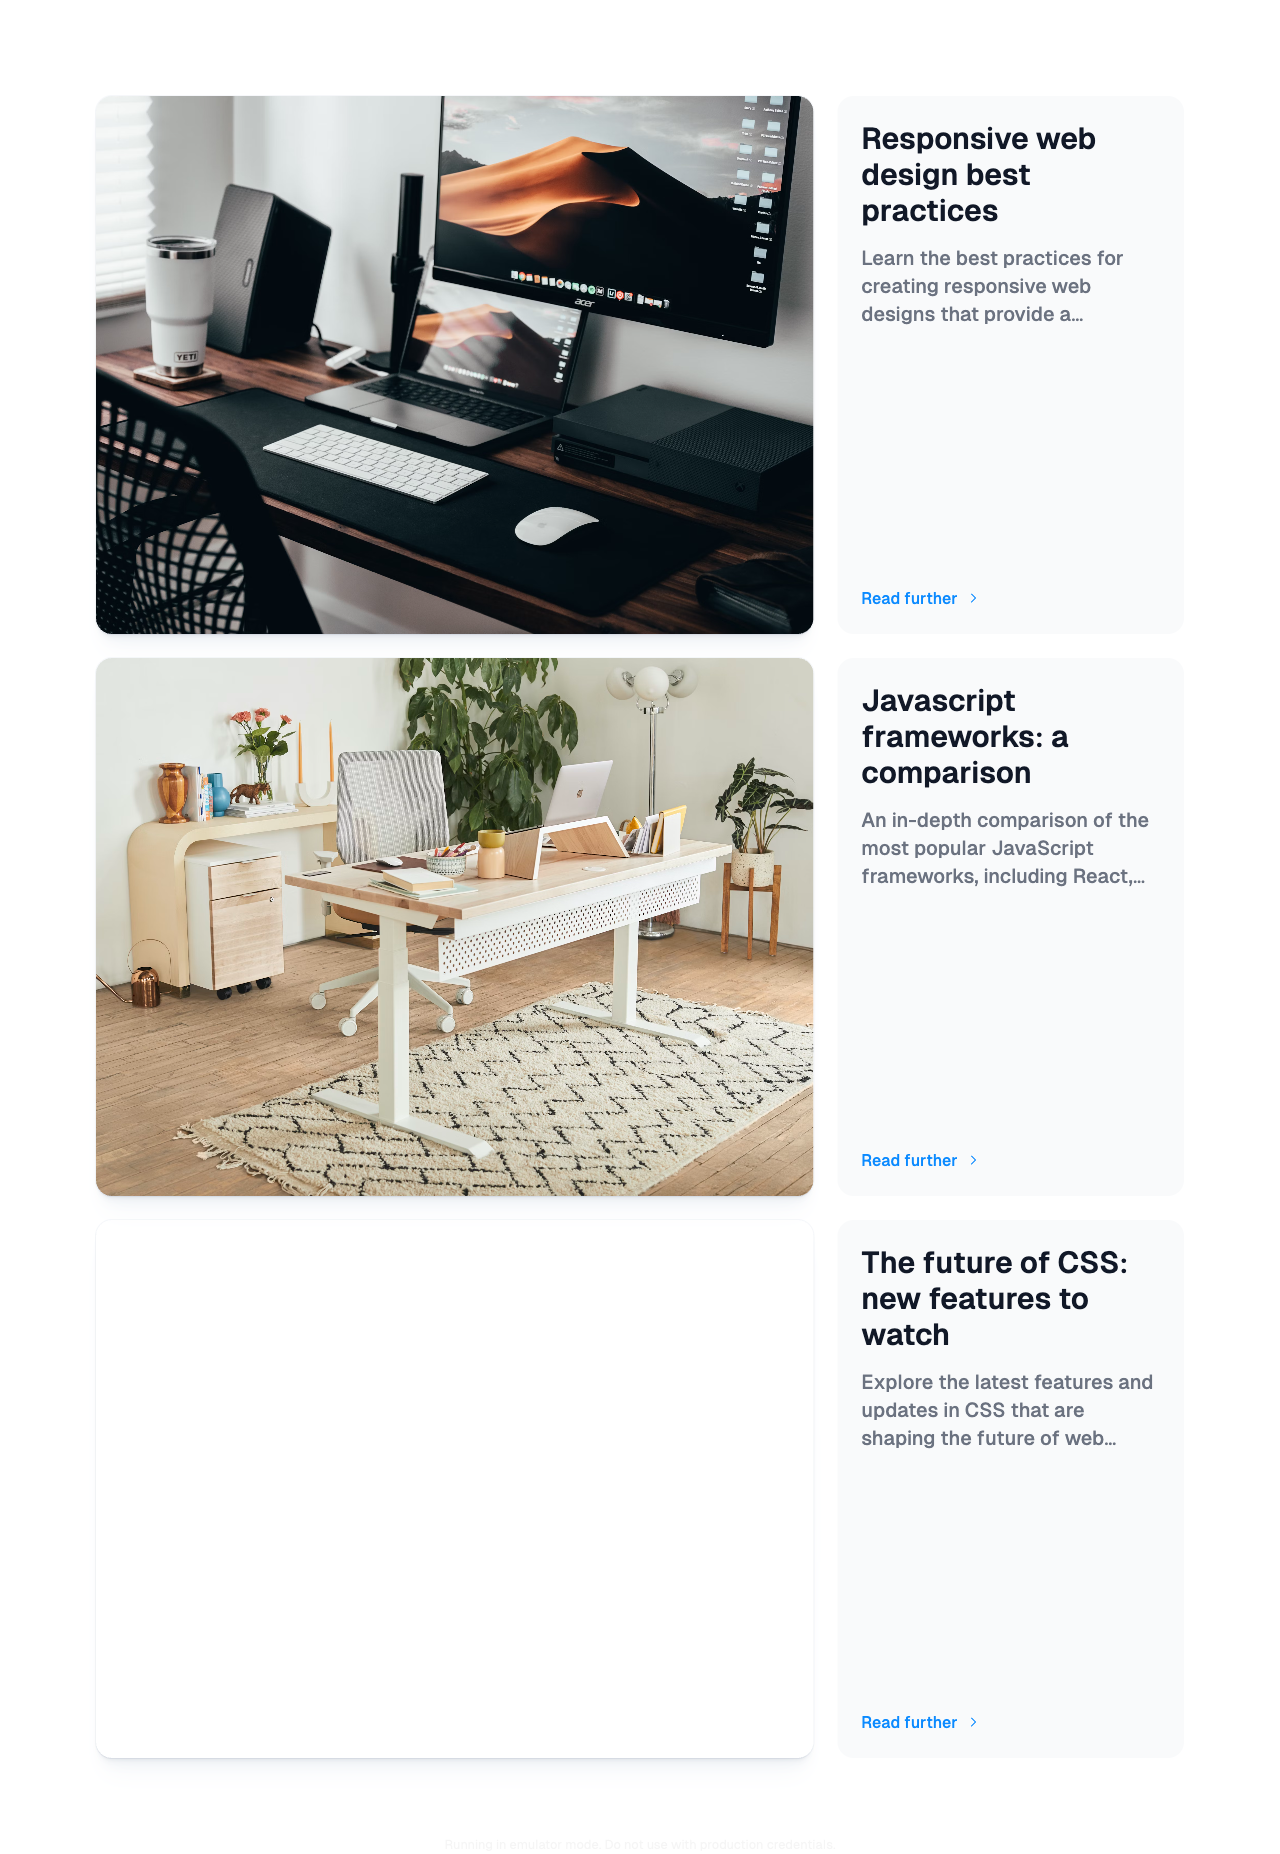 acer
YETI
Responsive web
design best
practices
Learn the best practices for
creating responsive web
designs that provide a...
Read further
Javascript
frameworks: a
comparison
An in-depth comparison of the
most popular JavaScript
frameworks, including React,...
Read further
The future of CSS:
new features to
watch
Explore the latest features and
updates in CSS that are
shaping the future of web...
Read further
Running in emulator mode. Do not use with production credentials.